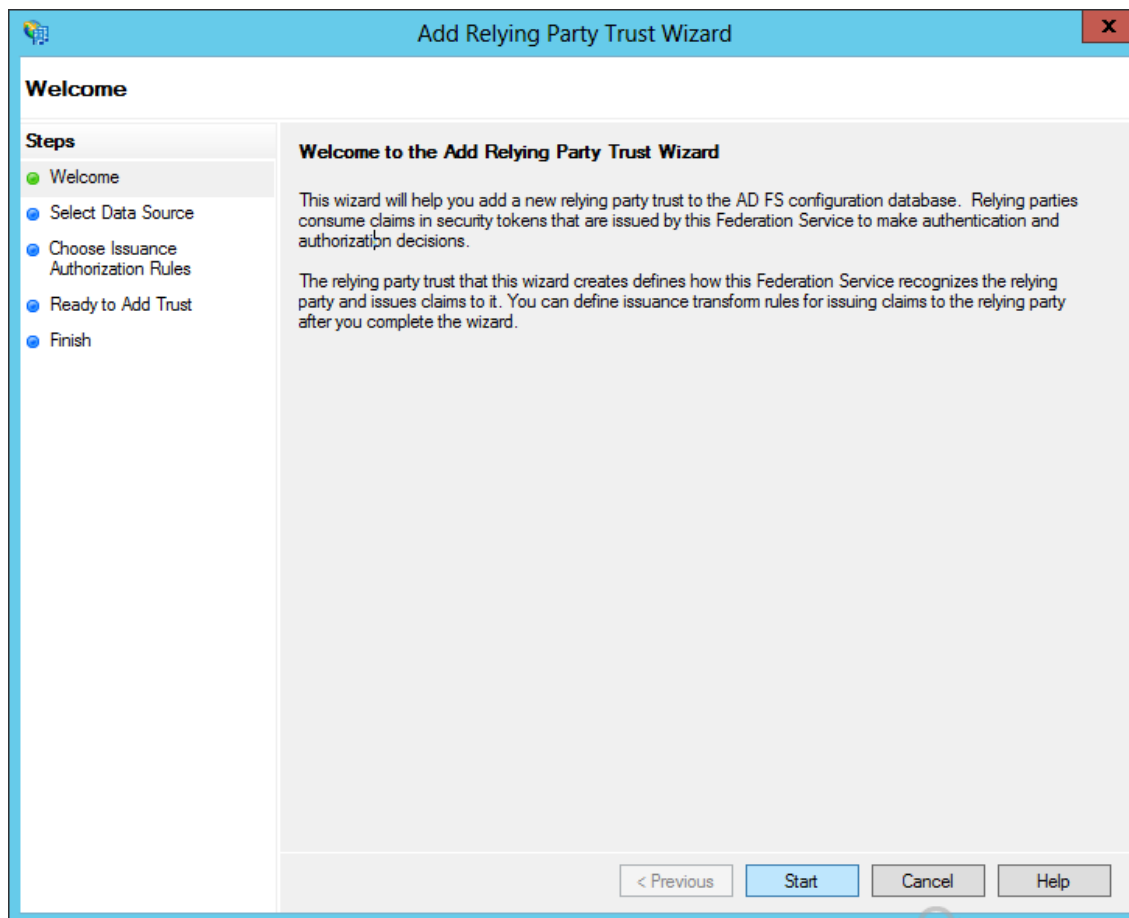 Add Relying Party Trust Wizard
x
Welcome
Steps
Welcome
Select Data Source
Choose Issuance
Authorization Rules
Ready to Add Trust
Finish
Welcome to the Add Relying Party Trust Wizard
This wizard will help you add a new relying party trust to the AD FS configuration database.  Relying parties
consume claims in security tokens that are issued by this Federation Service to make authentication and
authorization decisions.
The relying party trust that this wizard creates defines how this Federation Service recognizes the relying
party and issues claims to it. You can define issuance transform rules for issuing claims to the relying party
after you complete the wizard.
< Previous
Start
Cancel
Help